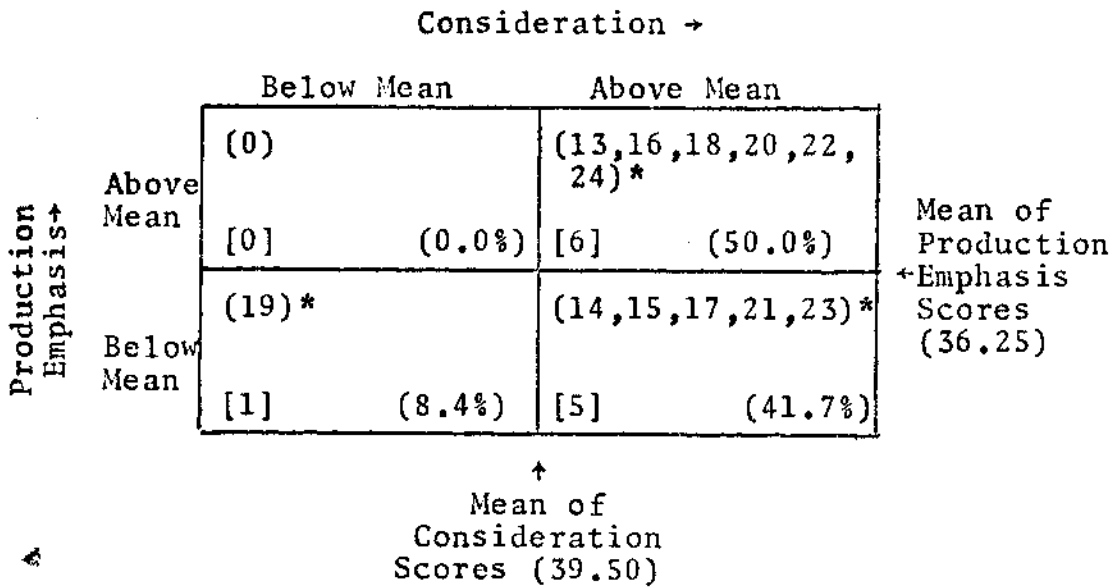 Consideration →
Below Mean Above Mean
Production
Emphasis→
Above
Mean
(0)
[0] (0.0%)
(13,16,18,20,22,
24)*
[6] (50.0%)
Below
Mean
(19)*
[1] (8.4%)
(14,15,17,21,23)*
[5] (41.7%)
Mean of
Production
←Emphasis
Scores
(36.25)
↑
Mean of
Consideration
Scores (39.50)